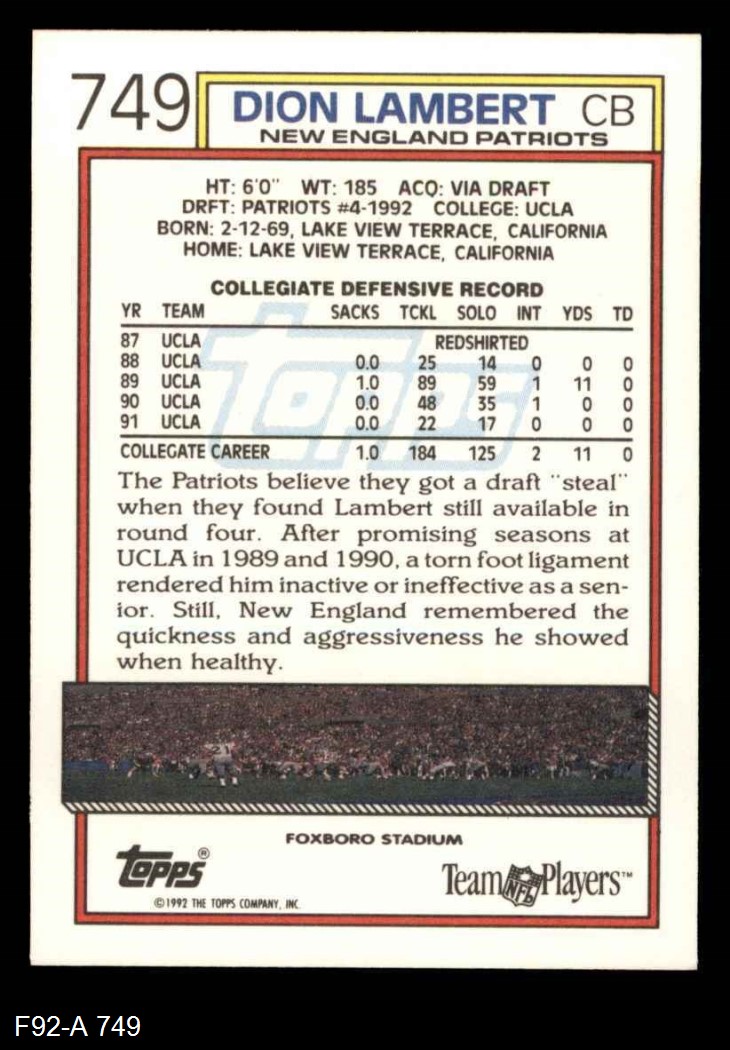 749 DION LAMBERT CB
NEW ENGLAND PATRIOTS
HT: 6'0" WT: 185 ACQ: VIA DRAFT
DRFT: PATRIOTS #4-1992 COLLEGE: UCLA
BORN: 2-12-69, LAKE VIEW TERRACE, CALIFORNIA
HOME: LAKE VIEW TERRACE, CALIFORNIA
COLLEGIATE DEFENSIVE RECORD
YR TEAM SACKS TCKL SOLO INT YDS TD
87 UCLA REDSHIRTED
88 UCLA 0.0 25 14 0 0 0
89 UCLA 1.0 89 59 1 11 0
90 UCLA 0.0 48 35 1 0 0
91 UCLA 0.0 22 17 0 0 0
COLLEGATE CAREER 1.0 184 125 2 11 0
Topps
The Patriots believe they got a draft "steal"
when they found Lambert still available in
round four. After promising seasons at
UCLA in 1989 and 1990, a torn foot ligament
rendered him inactive or ineffective as a sen-
ior. Still, New England remembered the
quickness and aggressiveness he showed
when healthy.
21
FOXBORO STADIUM
Topps®
©1992 THE TOPPS COMPANY, INC.
Team NFL Players™
F92-A 749